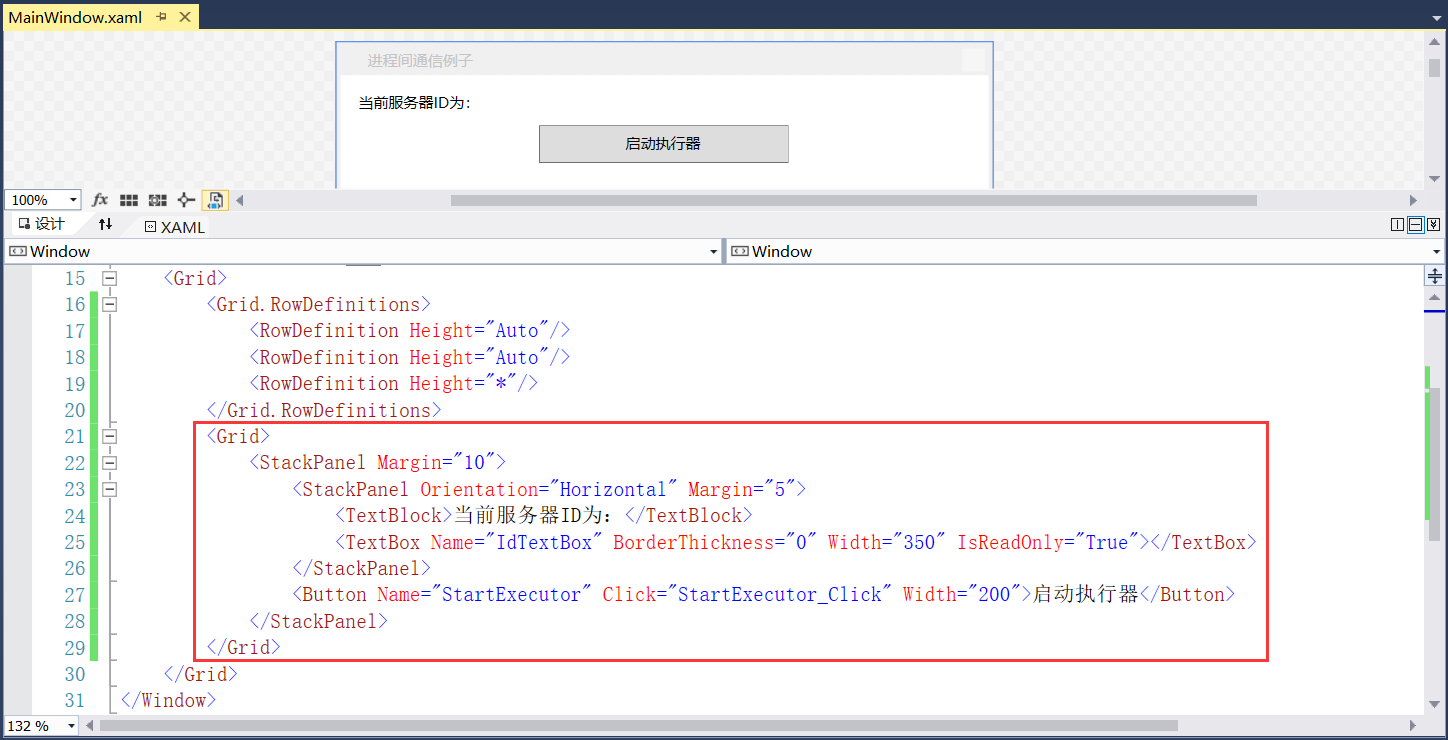 MainWindow.xaml
进程间通信例子
当前服务器ID为：
启动执行器
100%
fx
设计
XAML
Window
Window
15 <Grid>
16 <Grid.RowDefinitions>
17 <RowDefinition Height="Auto"/>
18 <RowDefinition Height="Auto"/>
19 <RowDefinition Height="*"/>
20 </Grid.RowDefinitions>
21 <Grid>
22 <StackPanel Margin="10">
23 <StackPanel Orientation="Horizontal" Margin="5">
24 <TextBlock>当前服务器ID为：</TextBlock>
25 <TextBox Name="IdTextBox" BorderThickness="0" Width="350" IsReadOnly="True"></TextBox>
26 </StackPanel>
27 <Button Name="StartExecutor" Click="StartExecutor_Click" Width="200">启动执行器</Button>
28 </StackPanel>
29 </Grid>
30 </Grid>
31 </Window>
132 %